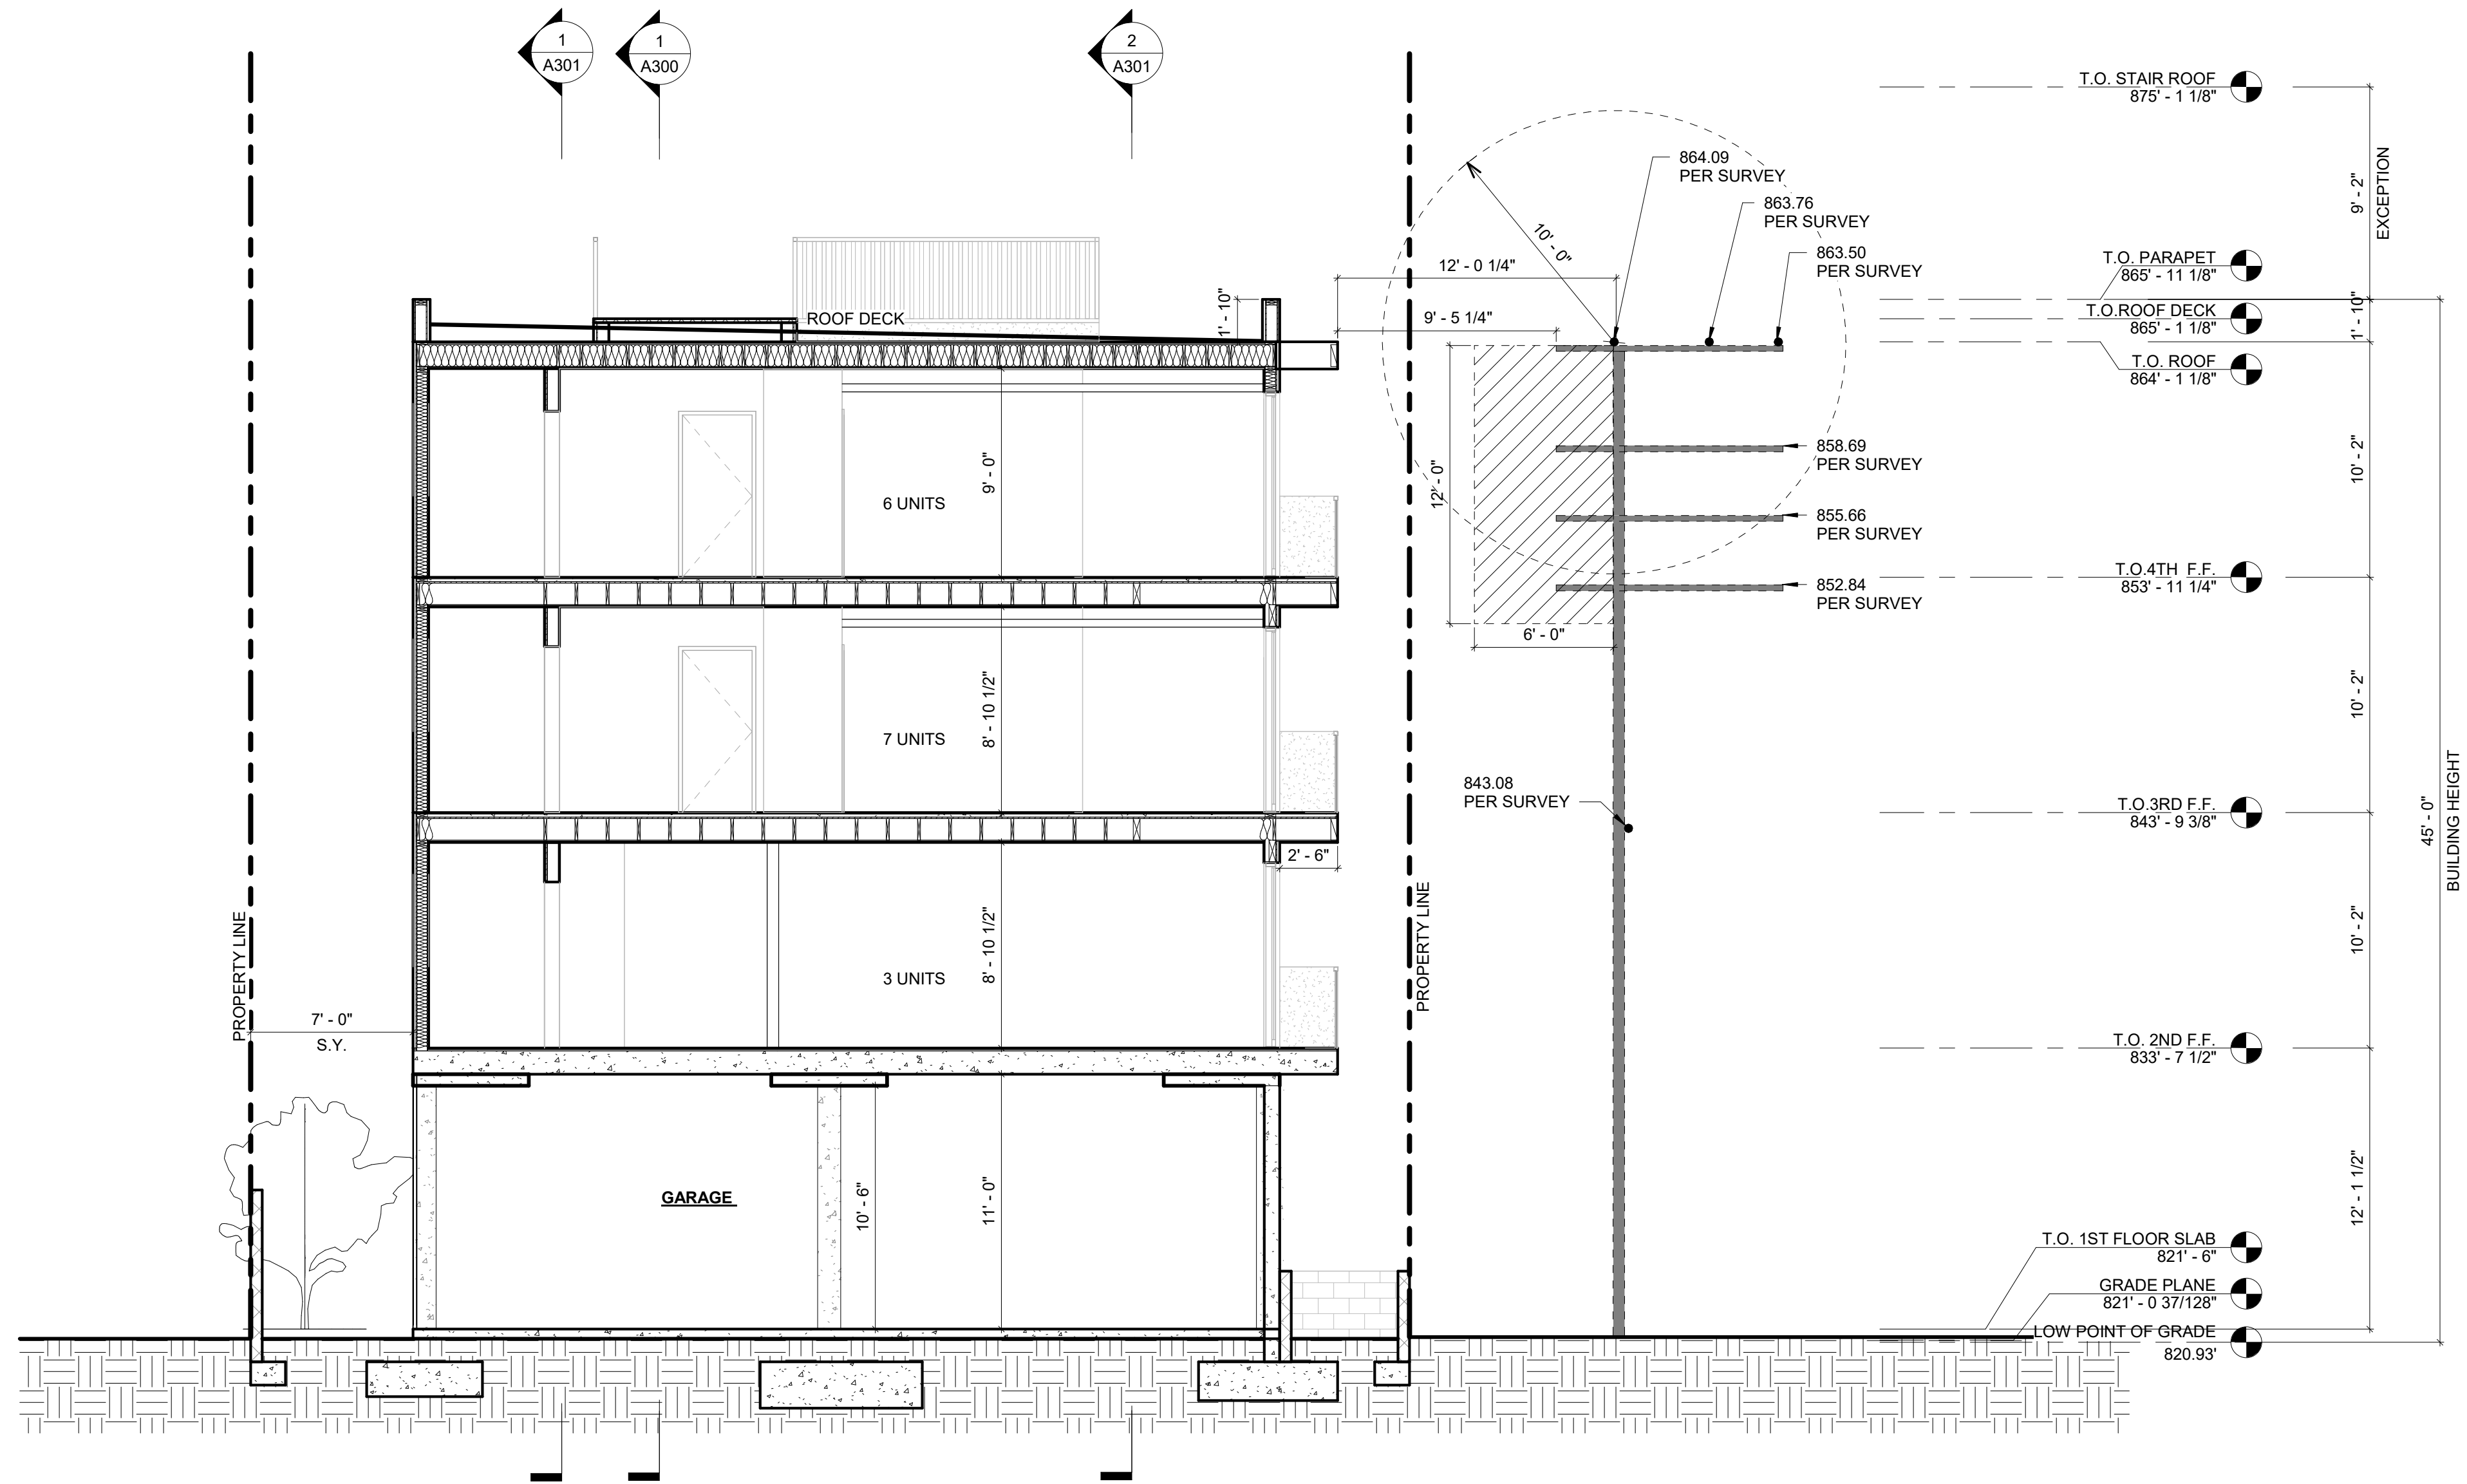 1
A301
1
A300
2
A301
T.O. STAIR ROOF
875' - 1 1/8"
9' - 2"
EXCEPTION
864.09
PER SURVEY
863.76
PER SURVEY
863.50
PER SURVEY
10' - 0"
12' - 0 1/4"
9' - 5 1/4"
T.O. PARAPET
865' - 11 1/8"
1' - 10"
T.O.ROOF DECK
865' - 1 1/8"
T.O. ROOF
864' - 1 1/8"
ROOF DECK
1' - 10"
9' - 0"
6 UNITS
12' - 0"
858.69
PER SURVEY
855.66
PER SURVEY
852.84
PER SURVEY
6' - 0"
10' - 2"
T.O.4TH F.F.
853' - 11 1/4"
8' - 10 1/2"
7 UNITS
10' - 2"
843.08
PER SURVEY
T.O.3RD F.F.
843' - 9 3/8"
45' - 0"
BUILDING HEIGHT
2' - 6"
PROPERTY LINE
PROPERTY LINE
8' - 10 1/2"
3 UNITS
10' - 2"
7' - 0"
S.Y.
T.O. 2ND F.F.
833' - 7 1/2"
GARAGE
10' - 6"
11' - 0"
12' - 1 1/2"
T.O. 1ST FLOOR SLAB
821' - 6"
GRADE PLANE
821' - 0 37/128"
LOW POINT OF GRADE
820.93'